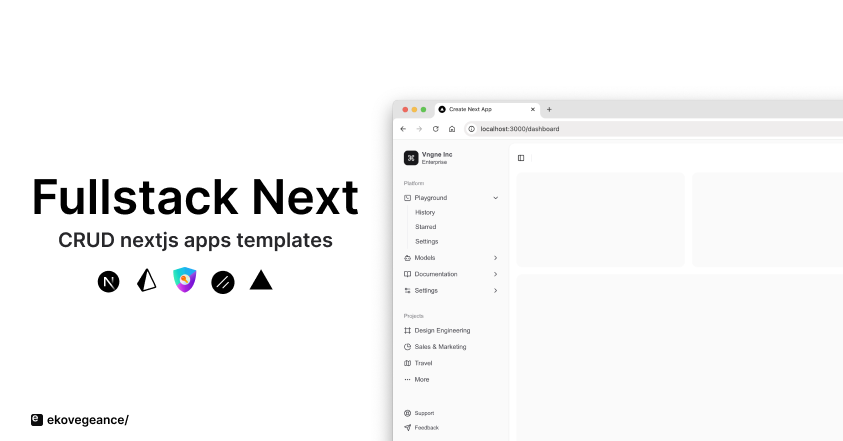 Fullstack Next
CRUD nextjs apps templates
ekovegeance/
Create Next App
localhost:3000/dashboard
Vngne Inc
Enterprise
Platform
Playground
History
Starred
Settings
Models
Documentation
Settings
Projects
Design Engineering
Sales & Marketing
Travel
More
Support
Feedback